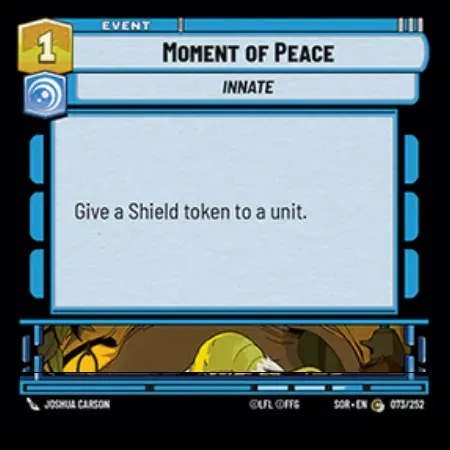 EVENT
1
MOMENT OF PEACE
INNATE
Give a Shield token to a unit.
JOSHUA CARSON
©LFL ©FFG
SOR • EN C 073/252